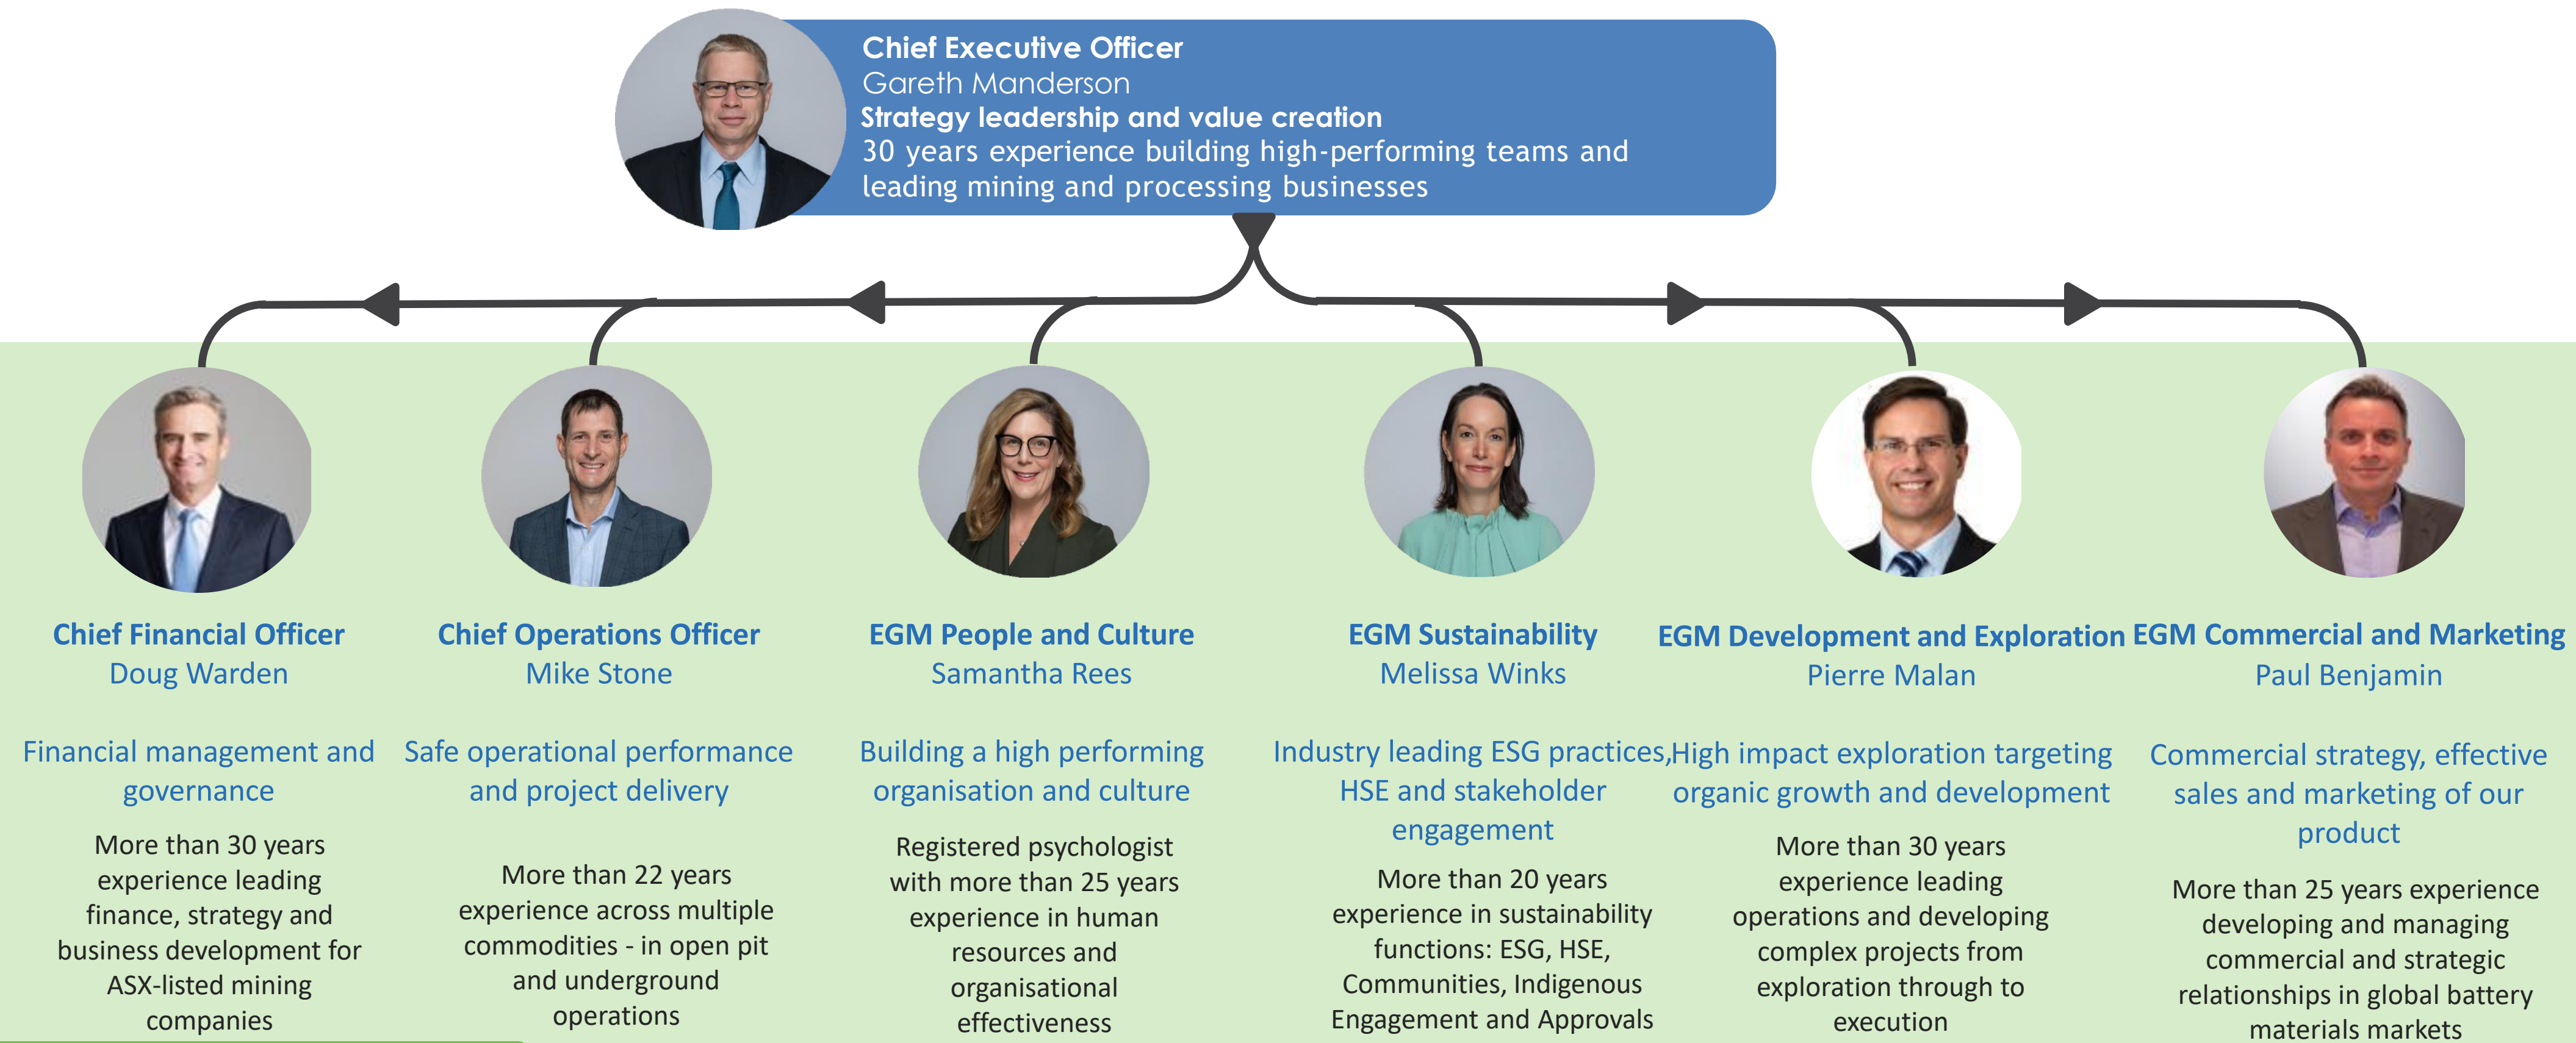 Chief Executive Officer
Gareth Manderson
Strategy leadership and value creation
30 years experience building high-performing teams and
leading mining and processing businesses
Chief Financial Officer
Doug Warden
Financial management and
governance
More than 30 years
experience leading
finance, strategy and
business development for
ASX-listed mining
companies
Chief Operations Officer
Mike Stone
Safe operational performance
and project delivery
More than 22 years
experience across multiple
commodities - in open pit
and underground
operations
EGM People and Culture
Samantha Rees
Building a high performing
organisation and culture
Registered psychologist
with more than 25 years
experience in human
resources and
organisational
effectiveness
EGM Sustainability
Melissa Winks
Industry leading ESG practices,
HSE and stakeholder
engagement
More than 20 years
experience in sustainability
functions: ESG, HSE,
Communities, Indigenous
Engagement and Approvals
EGM Development and Exploration
Pierre Malan
High impact exploration targeting
organic growth and development
More than 30 years
experience leading
operations and developing
complex projects from
exploration through to
execution
EGM Commercial and Marketing
Paul Benjamin
Commercial strategy, effective
sales and marketing of our
product
More than 25 years experience
developing and managing
commercial and strategic
relationships in global battery
materials markets